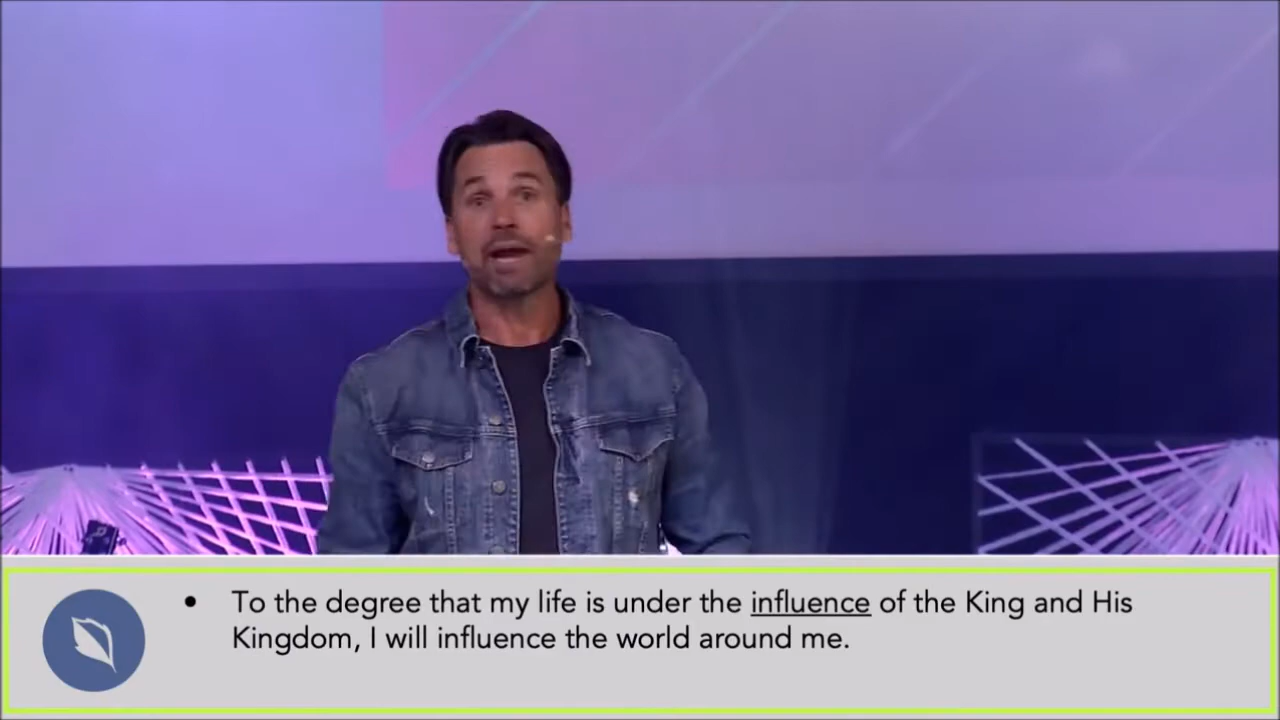 • To the degree that my life is under the influence of the King and His
Kingdom, I will influence the world around me.